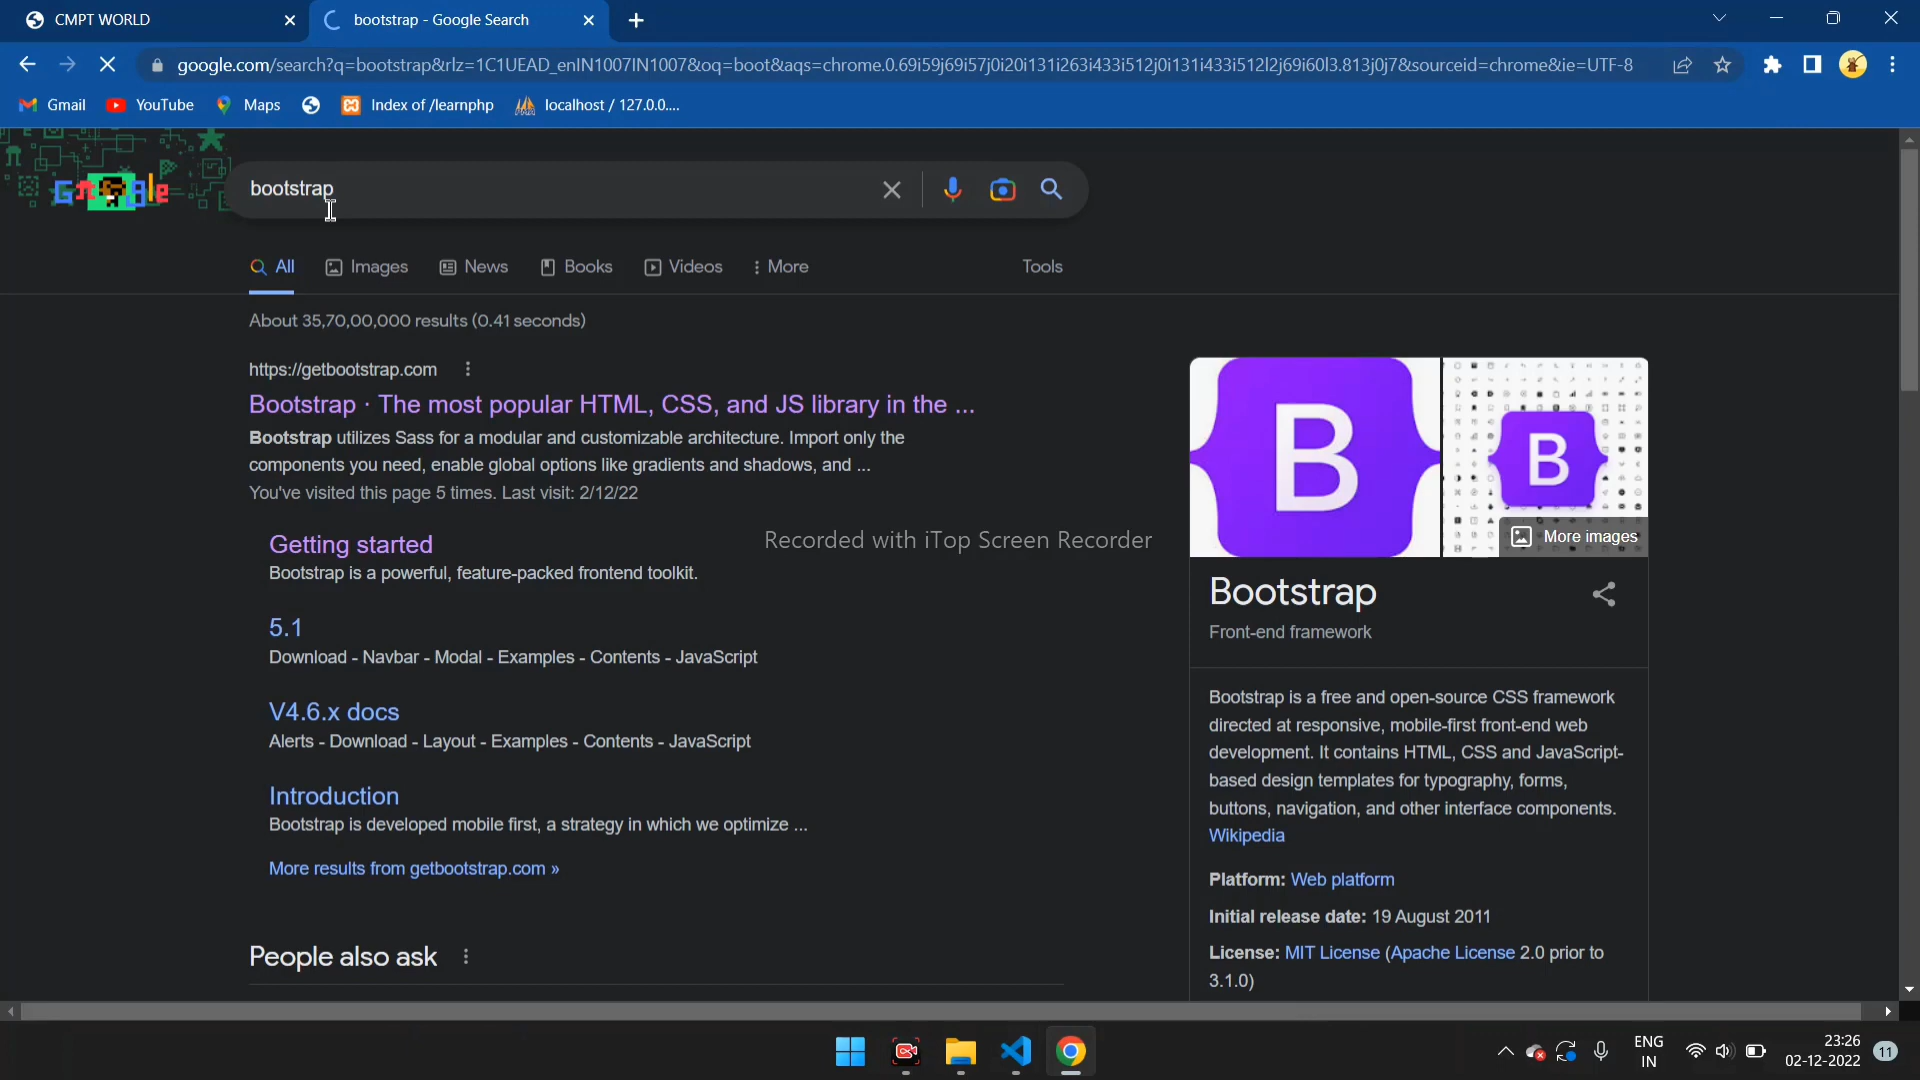 CMPT WORLD
bootstrap - Google Search
google.com/search?q=bootstrap&rlz=1C1UEAD_enIN1007IN1007&oq=boot&aqs=chrome.0.69i59j69i57j0i20i131i263i433i512j0i131i433i512l2j69i60l3.813j0j7&sourceid=chrome&ie=UTF-8
Gmail YouTube Maps Index of /learnphp localhost / 127.0.0....
Google
bootstrap
All Images News Books Videos More Tools
About 35,70,00,000 results (0.41 seconds)
https://getbootstrap.com
Bootstrap · The most popular HTML, CSS, and JS library in the ...
Bootstrap utilizes Sass for a modular and customizable architecture. Import only the
components you need, enable global options like gradients and shadows, and ...
You've visited this page 5 times. Last visit: 2/12/22
Getting started
Bootstrap is a powerful, feature-packed frontend toolkit.
5.1
Download - Navbar - Modal - Examples - Contents - JavaScript
V4.6.x docs
Alerts - Download - Layout - Examples - Contents - JavaScript
Introduction
Bootstrap is developed mobile first, a strategy in which we optimize ...
More results from getbootstrap.com »
People also ask
Recorded with iTop Screen Recorder
B
B
More images
Bootstrap
Front-end framework
Bootstrap is a free and open-source CSS framework
directed at responsive, mobile-first front-end web
development. It contains HTML, CSS and JavaScript-
based design templates for typography, forms,
buttons, navigation, and other interface components.
Wikipedia
Platform: Web platform
Initial release date: 19 August 2011
License: MIT License (Apache License 2.0 prior to
3.1.0)
ENG
IN
23:26
02-12-2022
11